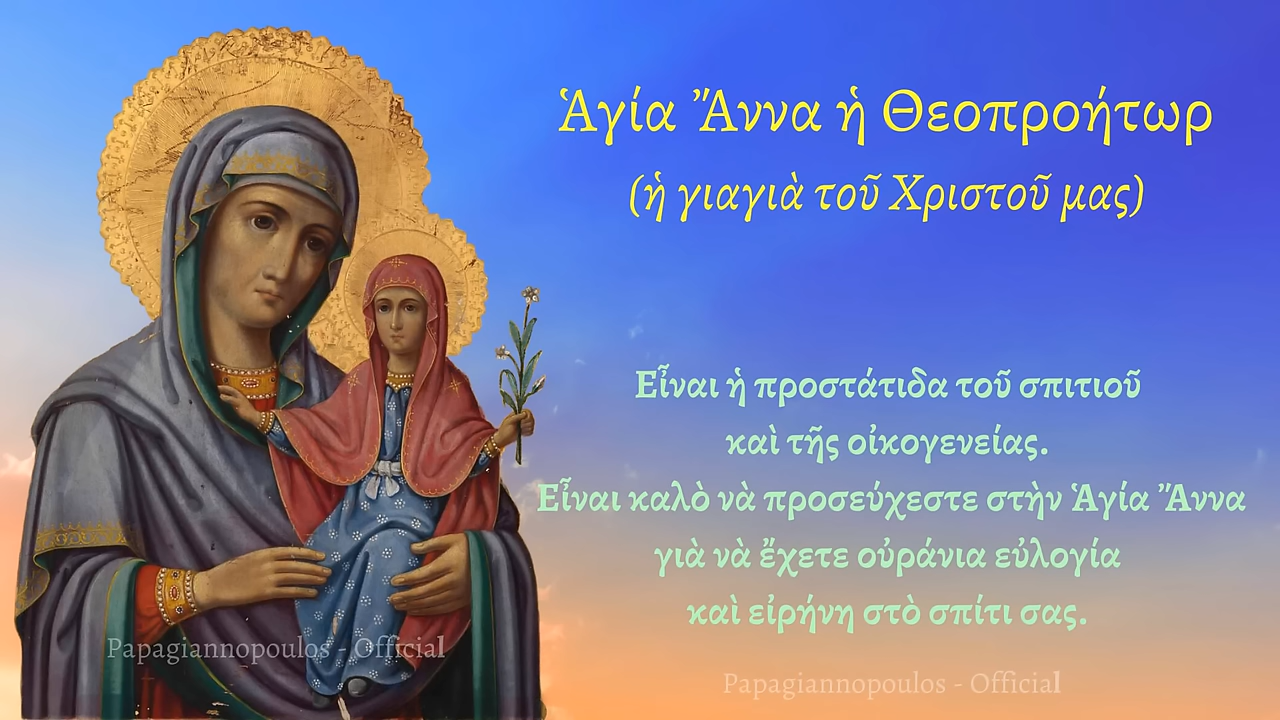 Ἁγία Ἄννα ἡ Θεοπροήτωρ
(ἡ γιαγιὰ τοῦ Χριστοῦ μας)
Εἶναι ἡ προστάτιδα τοῦ σπιτιοῦ
καὶ τῆς οἰκογενείας.
Εἶναι καλὸ νὰ προσεύχεστε στὴν Ἁγία Ἄννα
γιὰ νὰ ἔχετε οὐράνια εὐλογία
καὶ εἰρήνη στὸ σπίτι σας.
Papagiannopoulos - Official
Papagiannopoulos - Official